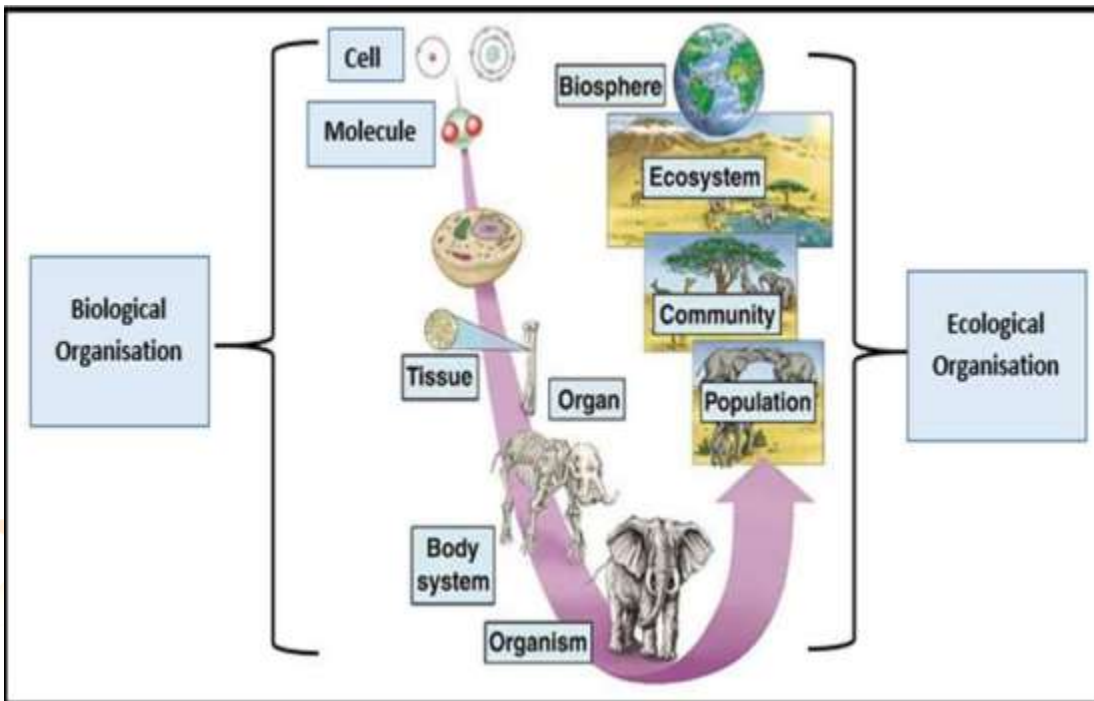 Cell
Molecule
Biological
Organisation
Tissue
Organ
Body
system
Organism
Biosphere
Ecosystem
Community
Population
Ecological
Organisation